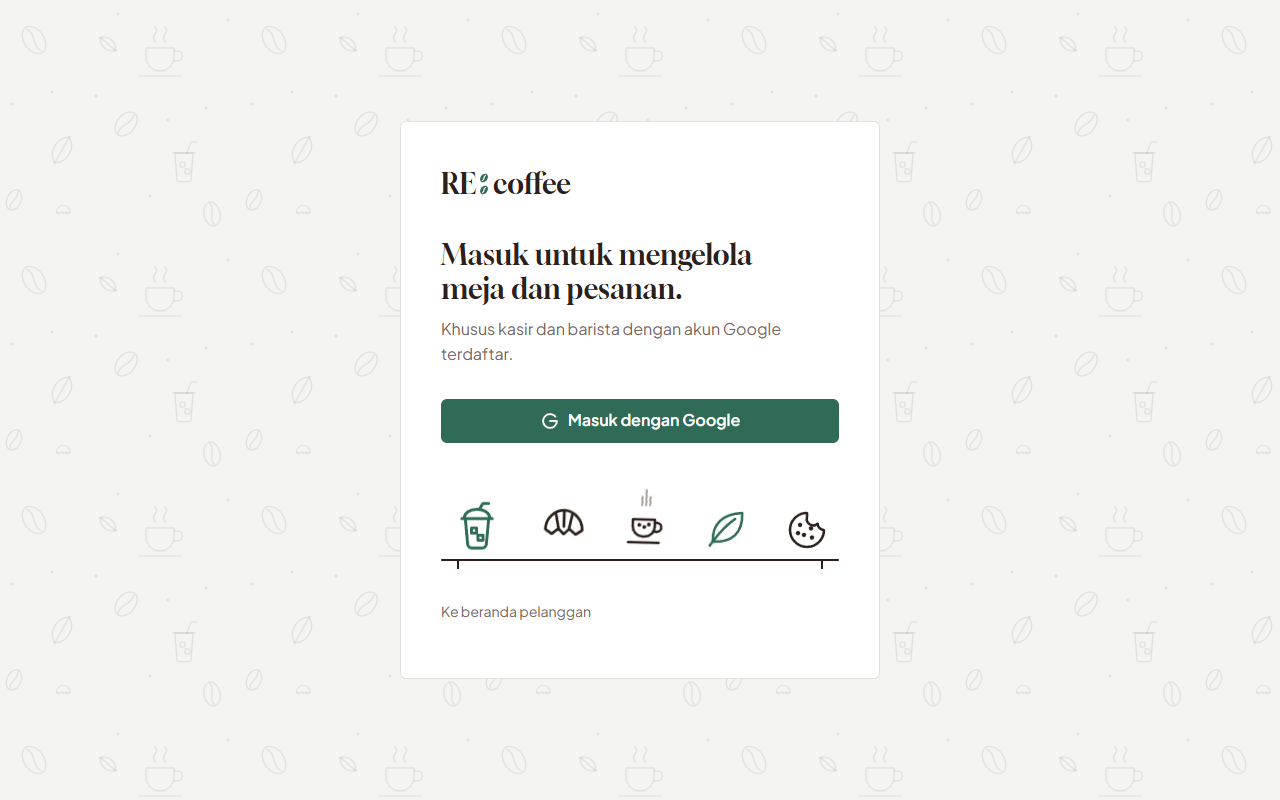 RE:coffee
Masuk untuk mengelola
meja dan pesanan.
Khusus kasir dan barista dengan akun Google
terdaftar.
G Masuk dengan Google
Ke beranda pelanggan